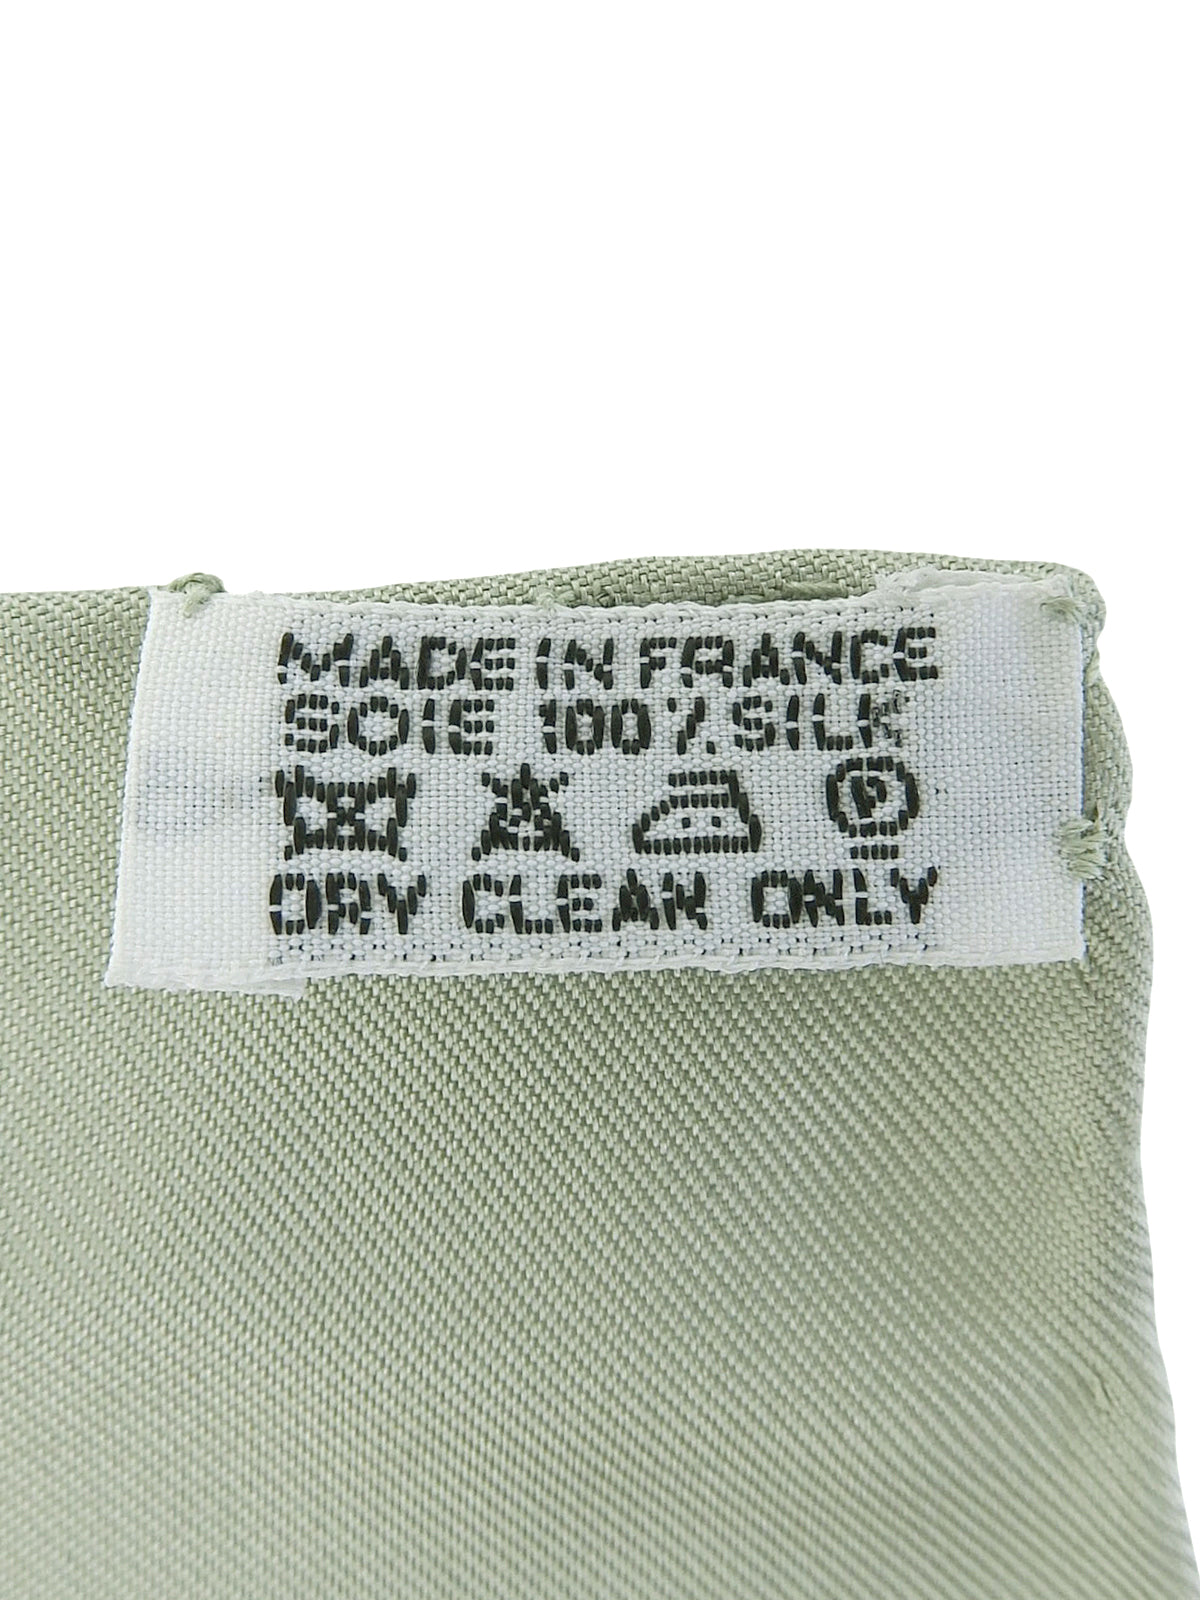 MADE IN FRANCE
SOIE 100% SILK
P
DRY CLEAN ONLY